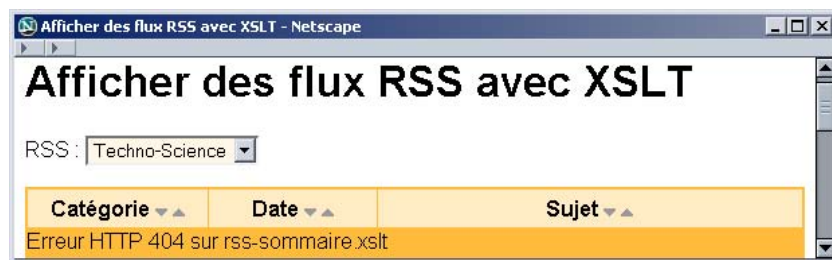 Afficher des flux RSS avec XSLT - Netscape
Afficher des flux RSS avec XSLT
RSS : Techno-Science
Catégorie Date Sujet
Erreur HTTP 404 sur rss-sommaire.xslt